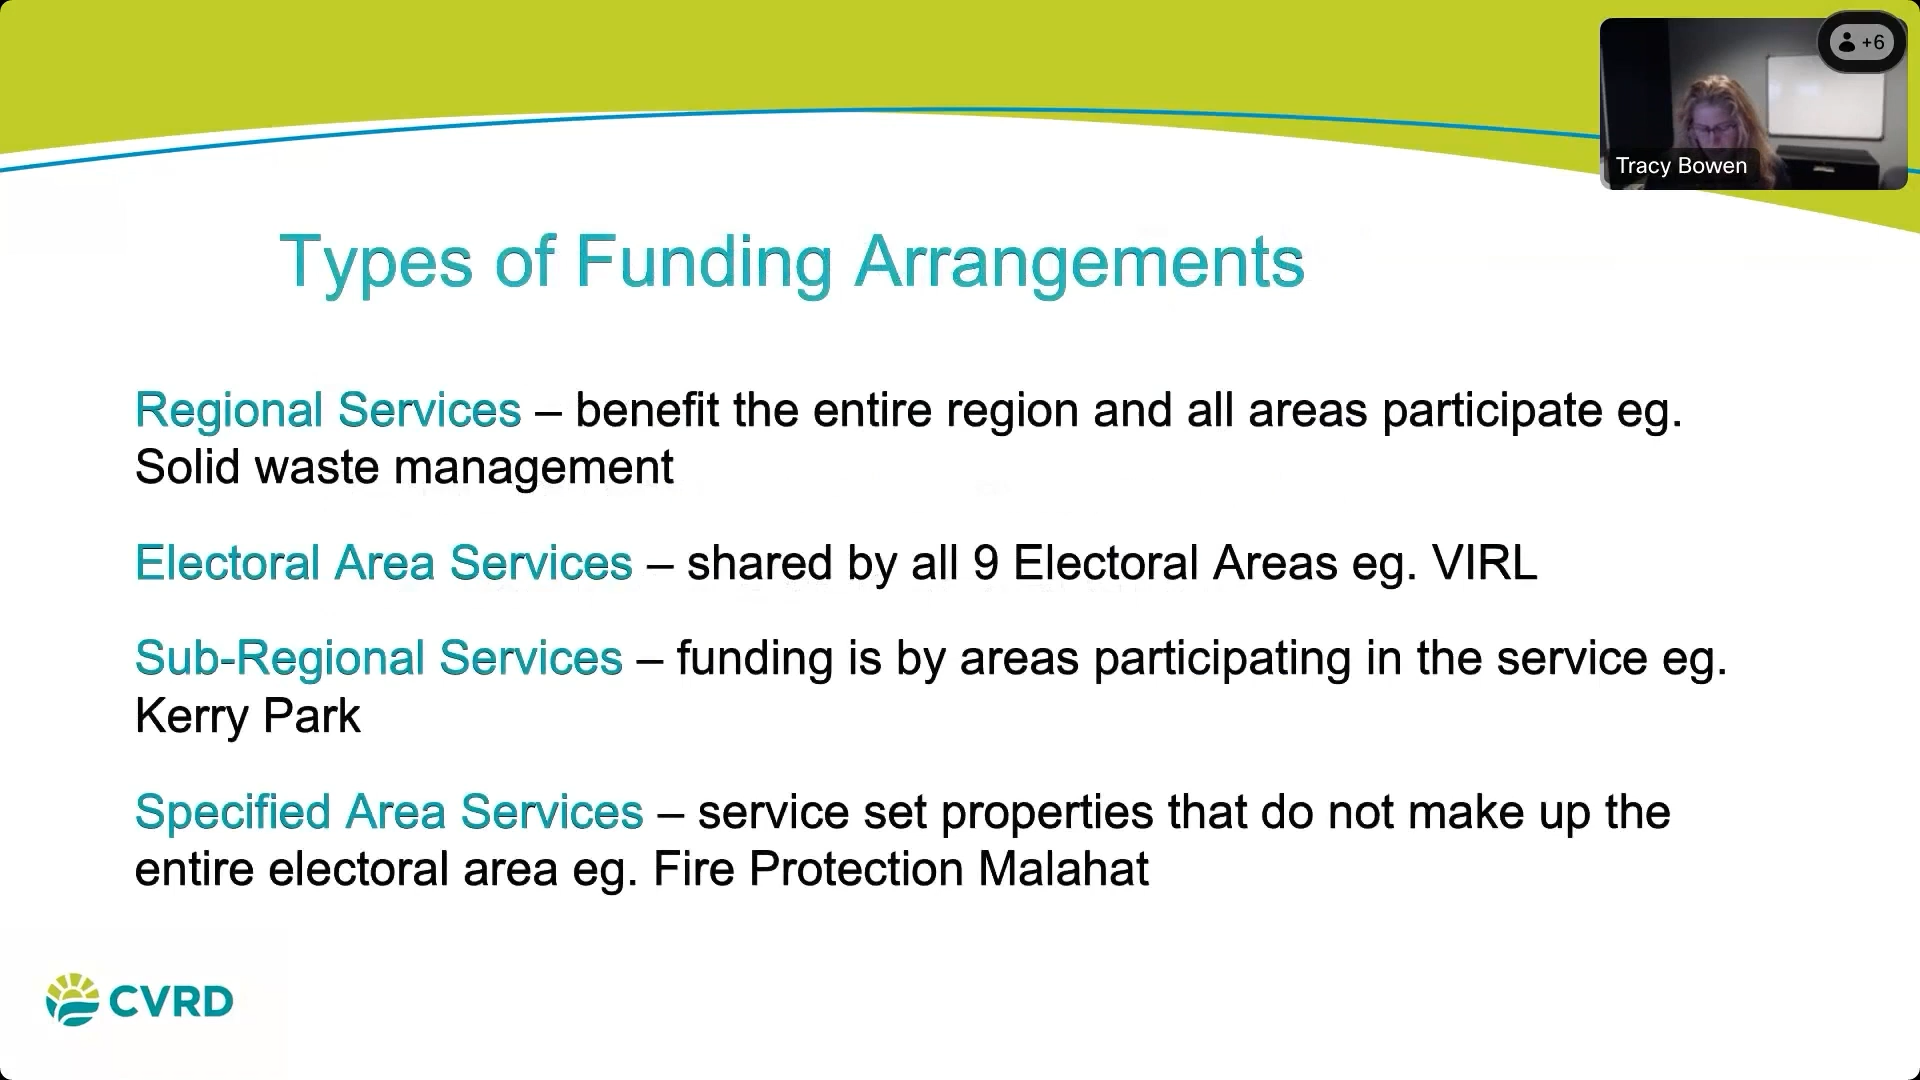 +6
Tracy Bowen
Types of Funding Arrangements
Regional Services – benefit the entire region and all areas participate eg.
Solid waste management
Electoral Area Services – shared by all 9 Electoral Areas eg. VIRL
Sub-Regional Services – funding is by areas participating in the service eg.
Kerry Park
Specified Area Services – service set properties that do not make up the
entire electoral area eg. Fire Protection Malahat
CVRD